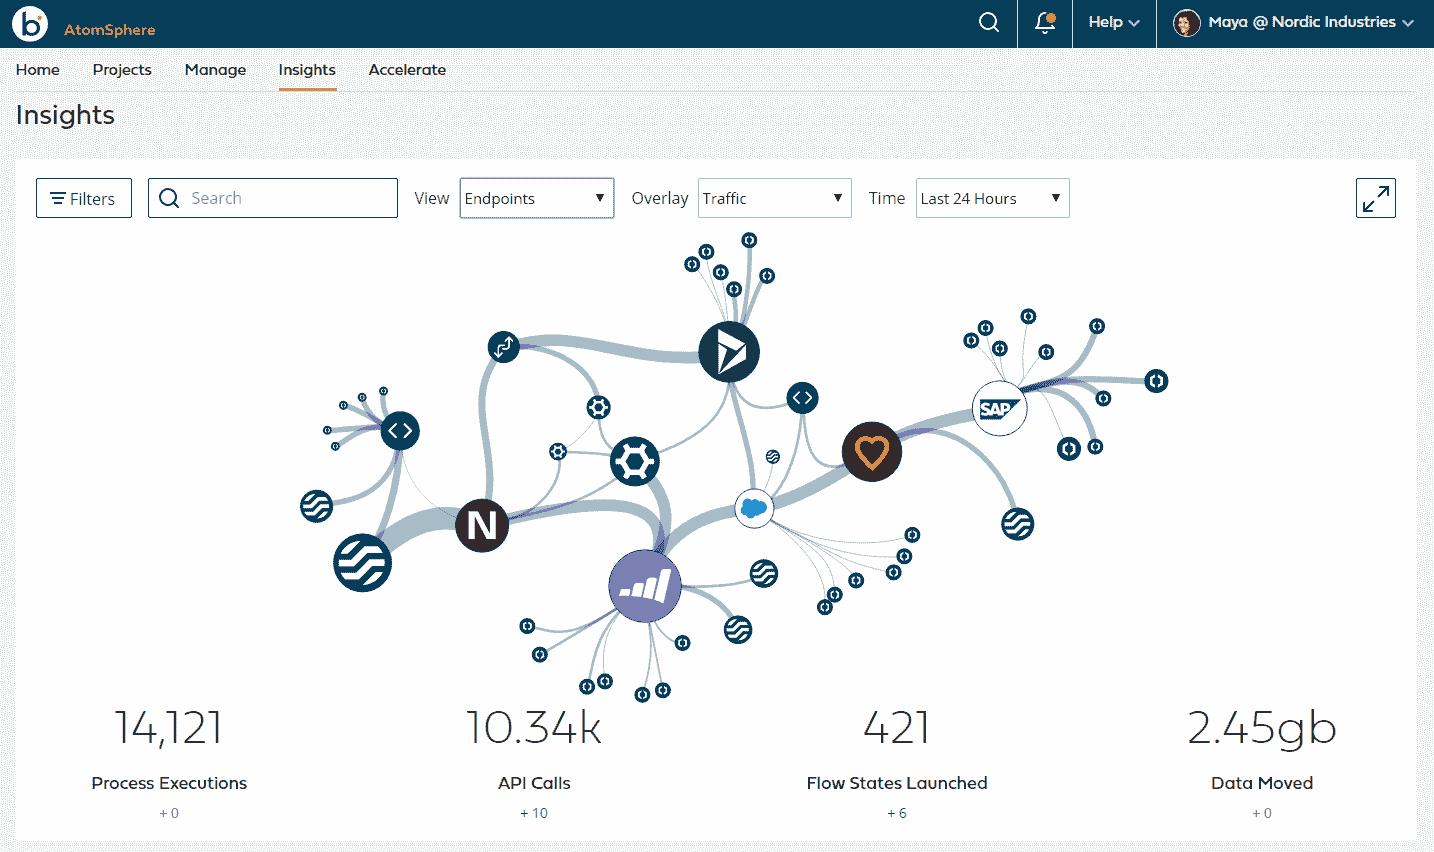 b
AtomSphere
Help
Maya @ Nordic Industries
Home
Projects
Manage
Insights
Accelerate
Insights
Filters
Search
View
Endpoints
Overlay
Traffic
Time
Last 24 Hours
SAP
N
14,121
Process Executions
+ 0
10.34k
API Calls
+ 10
421
Flow States Launched
+ 6
2.45gb
Data Moved
+ 0